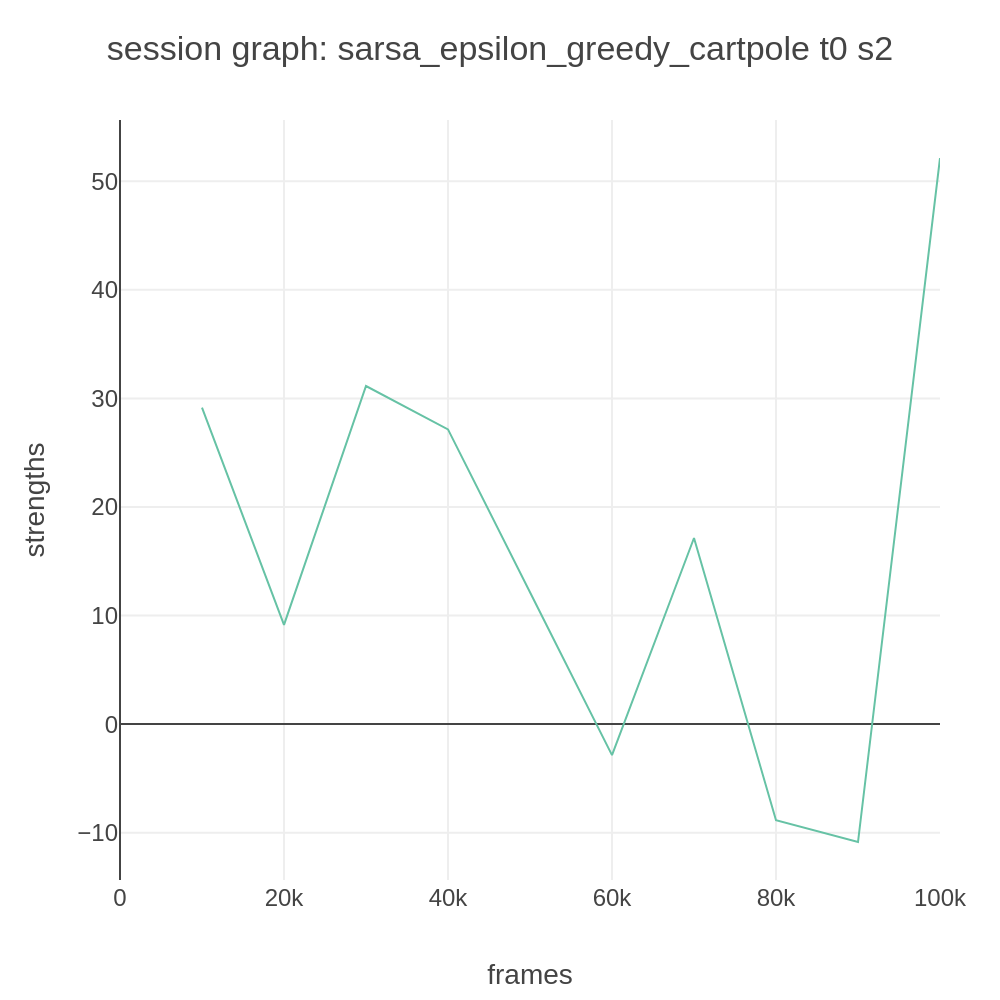 session graph: sarsa_epsilon_greedy_cartpole t0 s2
50
40
30
20
10
0
−10
strengths
0
20k
40k
60k
80k
100k
frames